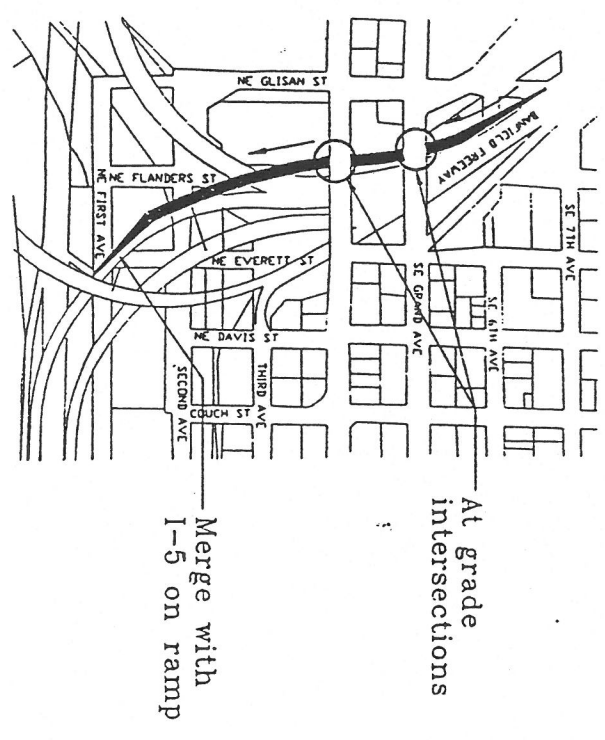 NE GLISAN ST
BANFIELD FREEWAY
NE FLANDERS ST
NE FIRST AVE
SE 7TH AVE
NE EVERETT ST
SE GRAND AVE
SE 6TH AVE
NE DAVIS ST
SECOND AVE
THIRD AVE
COUCH ST
At grade
intersections
Merge with
I-5 on ramp